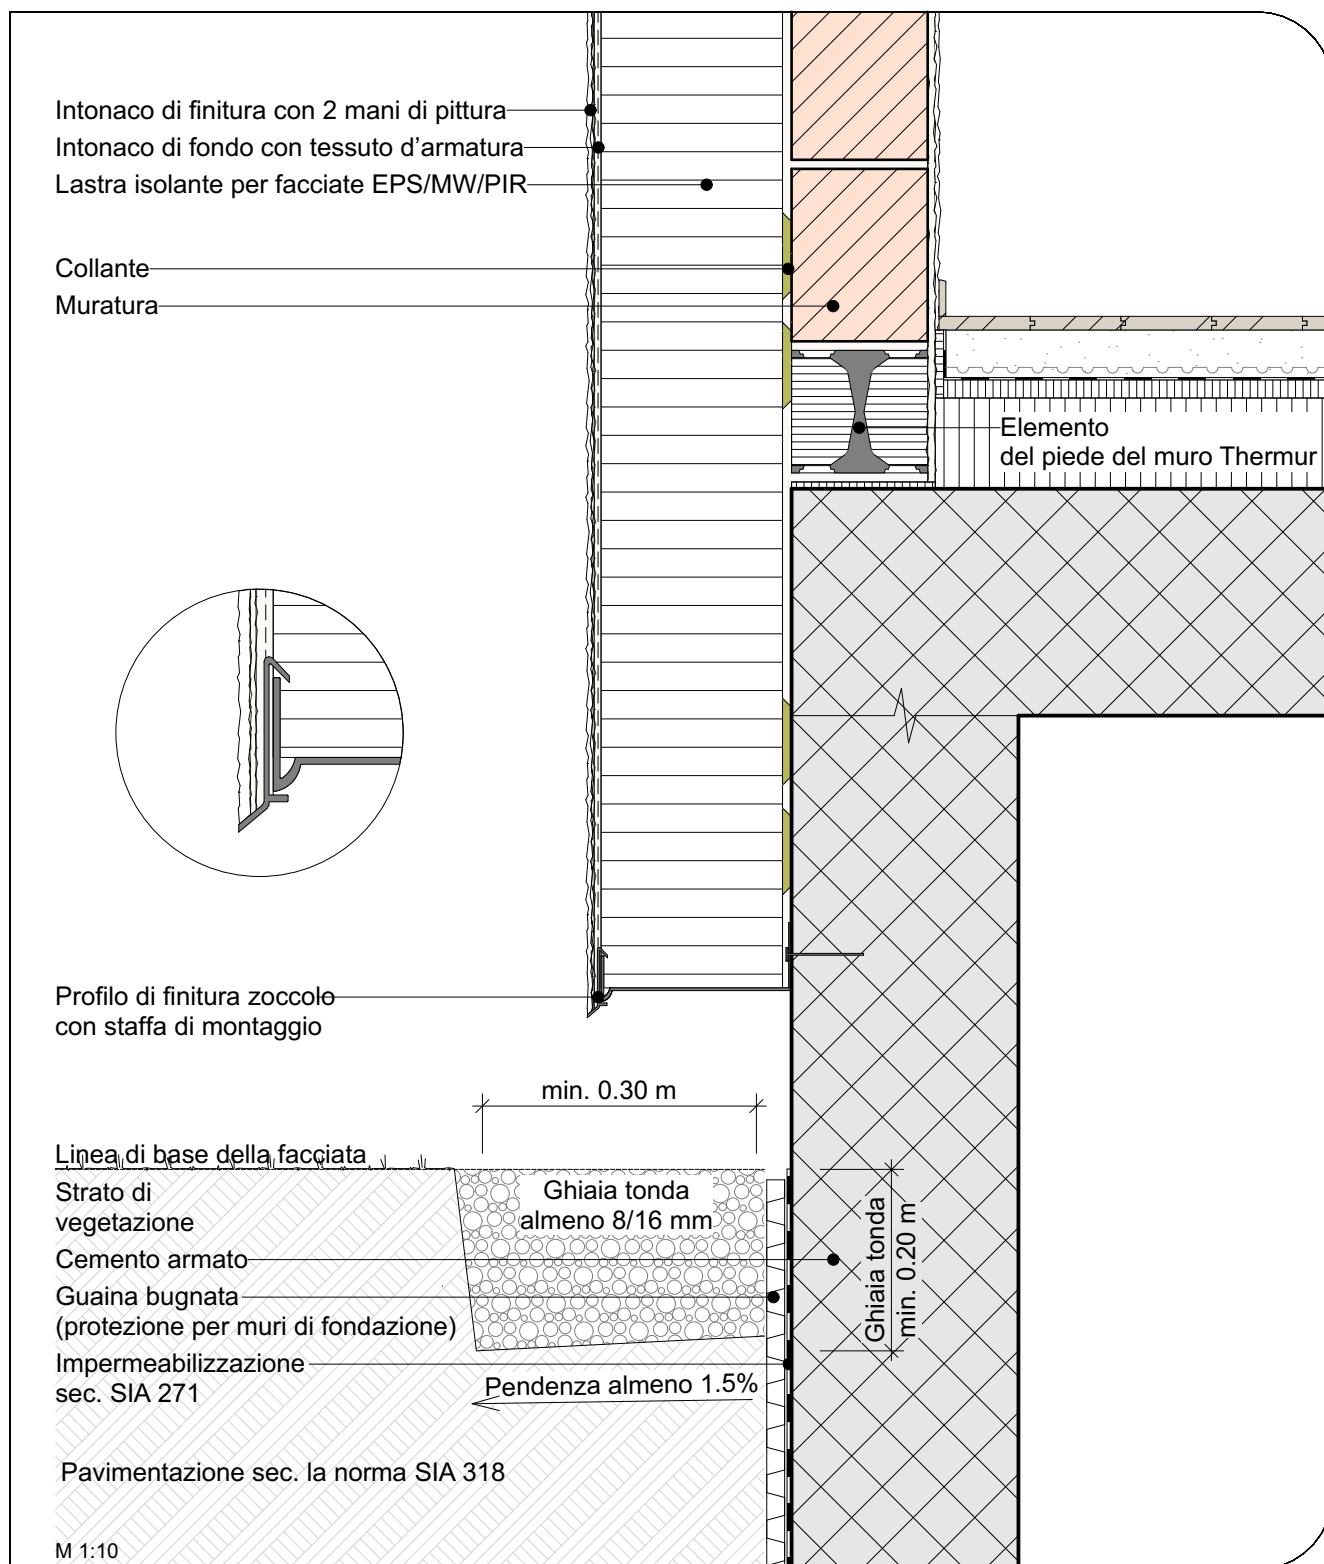 Intonaco di finitura con 2 mani di pittura
Intonaco di fondo con tessuto d'armatura
Lastra isolante per facciate EPS/MW/PIR
Collante
Muratura
Elemento
del piede del muro Thermur
Profilo di finitura zoccolo
con staffa di montaggio
min. 0.30 m
Linea di base della facciata
Strato di
vegetazione
Ghiaia tonda
almeno 8/16 mm
Ghiaia tonda
min. 0.20 m
Cemento armato
Guaina bugnata
(protezione per muri di fondazione)
Impermeabilizzazione
sec. SIA 271
Pendenza almeno 1.5%
Pavimentazione sec. la norma SIA 318
M 1:10